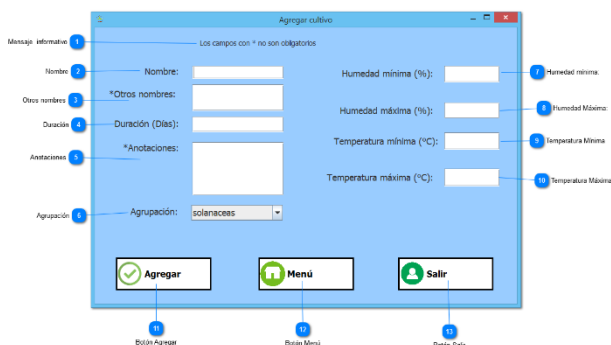 Agregar cultivo
Mensaje informativo 1
Los campos con * no son obligatorios
Nombre 2
Nombre:
Humedad mínima (%):
7 Humedad mínima:
Otros nombres 3
*Otros nombres:
Humedad máxima (%):
8 Humedad Máxima:
Duración 4
Duración (Días):
Temperatura mínima (°C):
9 Temperatura Mínima
Anotaciones 5
*Anotaciones:
Temperatura máxima (°C):
10 Temperatura Máxima
Agrupación 6
Agrupación:
solanaceas
Agregar
Menú
Salir
11
12
13
Botón Agregar
Botón Menú
Botón Salir